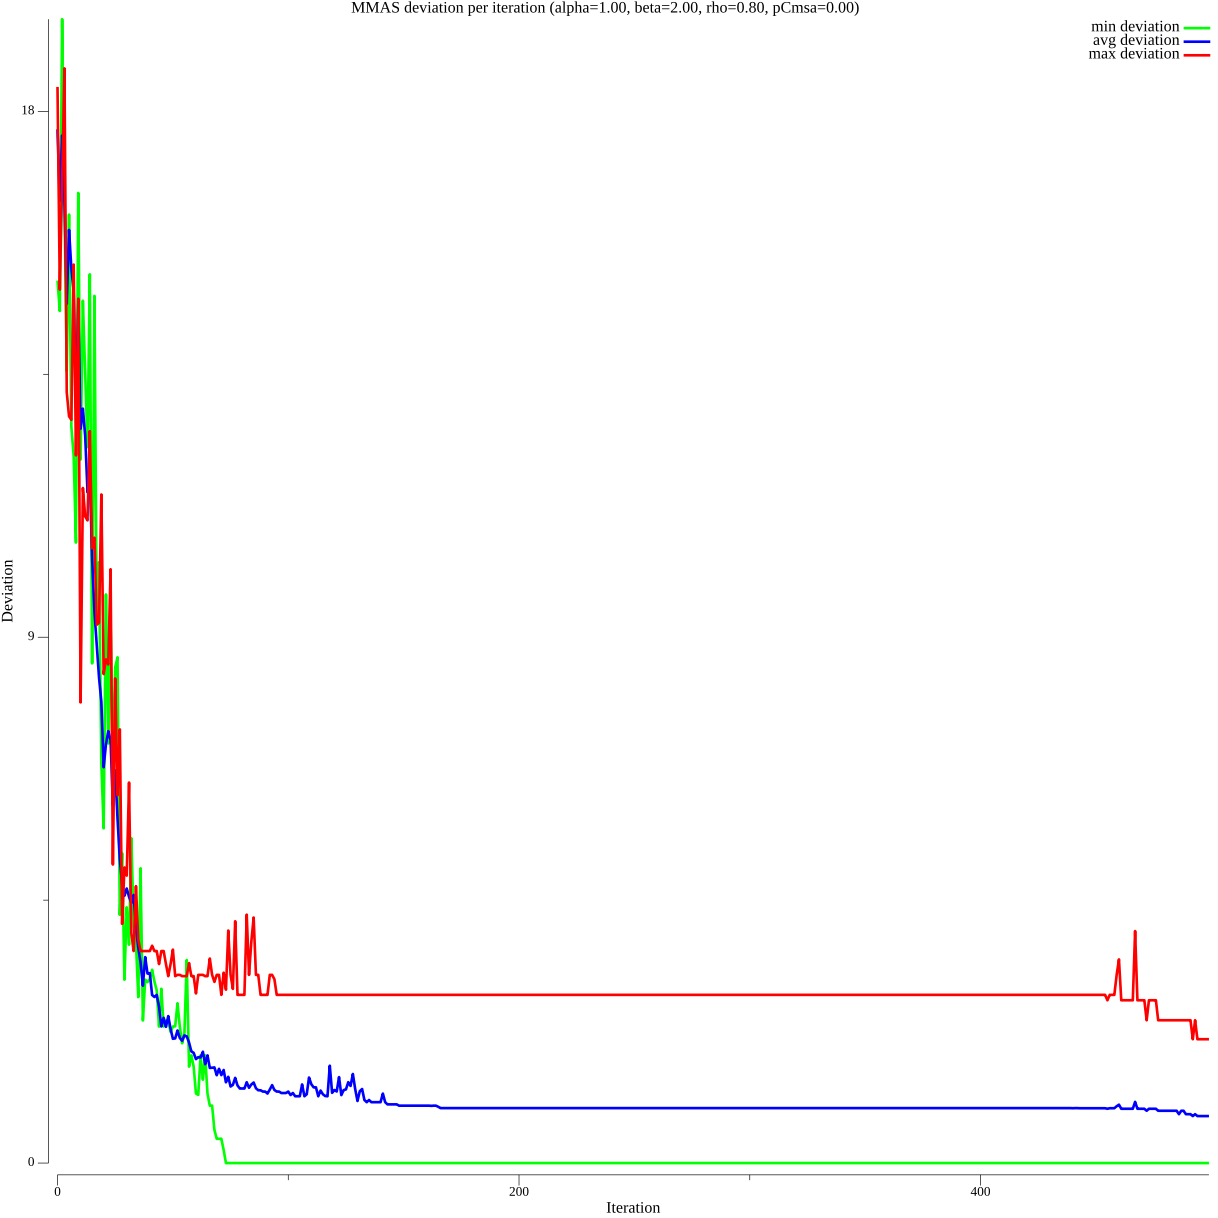 MMAS deviation per iteration (alpha=1.00, beta=2.00, rho=0.80, pCmsa=0.00)
min deviation
avg deviation
max deviation
18
9
0
Deviation
0
200
400
Iteration